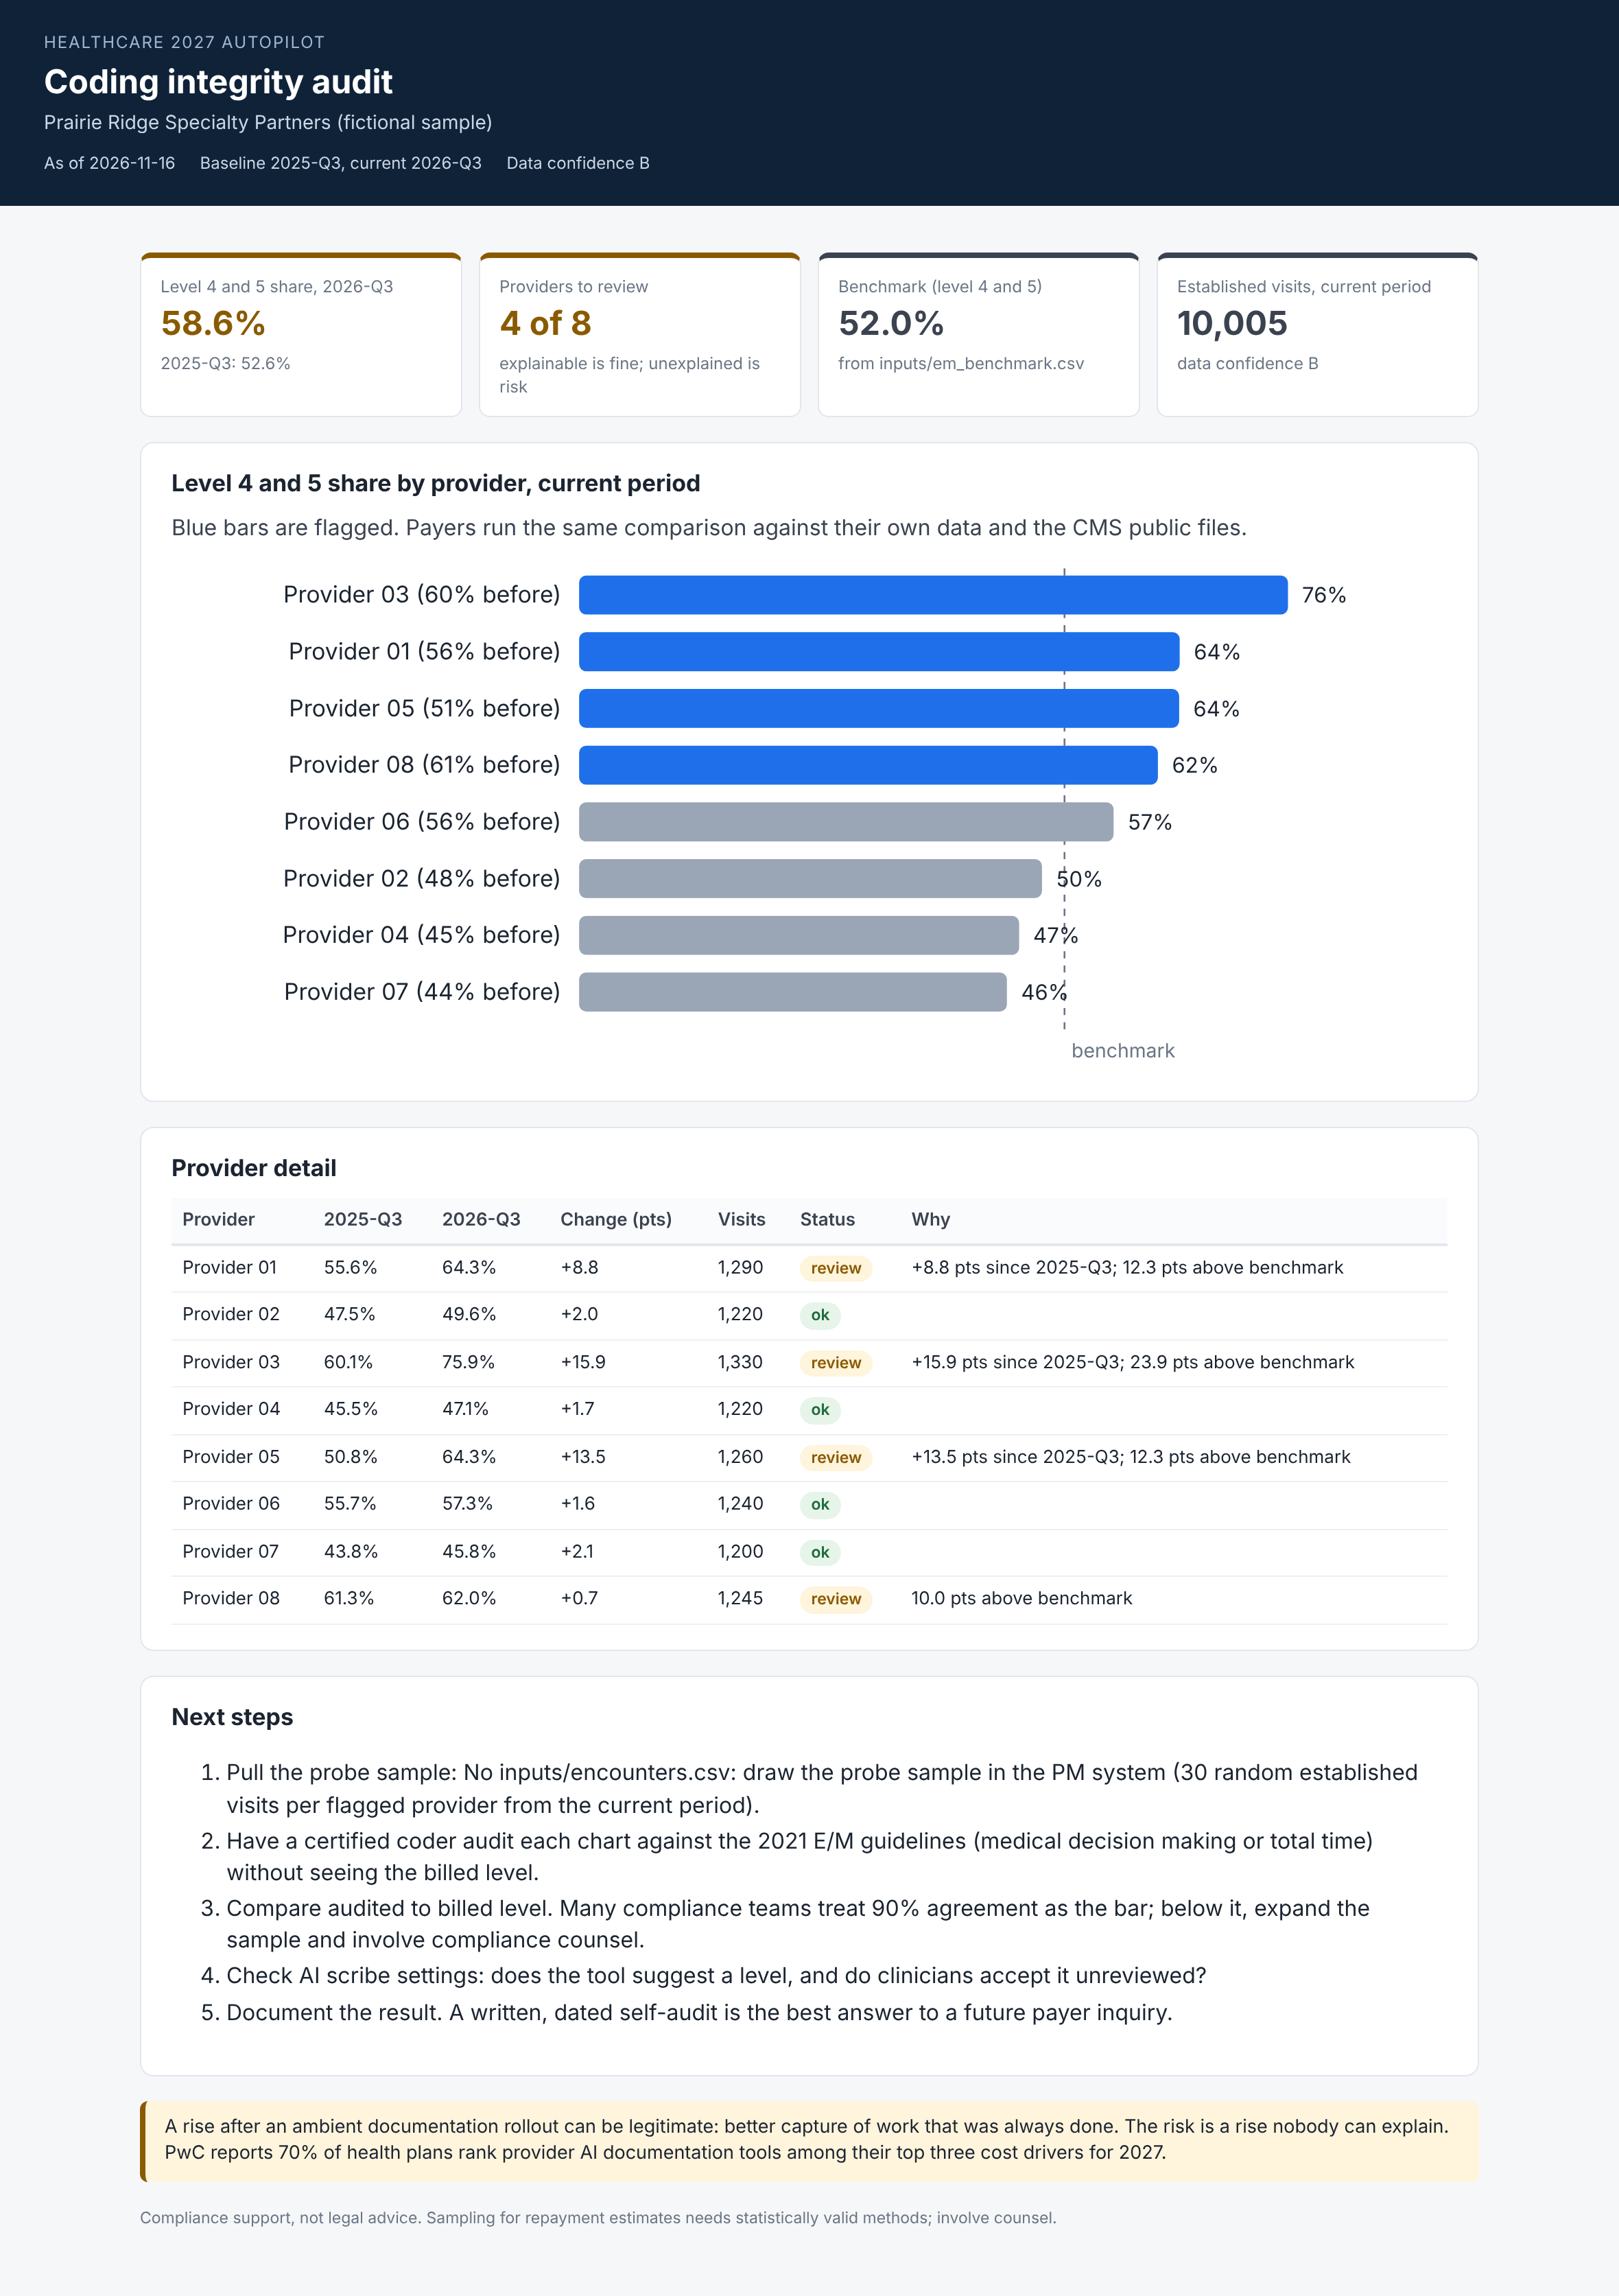 HEALTHCARE 2027 AUTOPILOT
Coding integrity audit
Prairie Ridge Specialty Partners (fictional sample)
As of 2026-11-16 Baseline 2025-Q3, current 2026-Q3 Data confidence B
Level 4 and 5 share, 2026-Q3
58.6%
2025-Q3: 52.6%
Providers to review
4 of 8
explainable is fine; unexplained is
risk
Benchmark (level 4 and 5)
52.0%
from inputs/em_benchmark.csv
Established visits, current period
10,005
data confidence B
Level 4 and 5 share by provider, current period
Blue bars are flagged. Payers run the same comparison against their own data and the CMS public files.
Provider 03 (60% before) 76%
Provider 01 (56% before) 64%
Provider 05 (51% before) 64%
Provider 08 (61% before) 62%
Provider 06 (56% before) 57%
Provider 02 (48% before) 50%
Provider 04 (45% before) 47%
Provider 07 (44% before) 46%
benchmark
Provider detail
Provider 2025-Q3 2026-Q3 Change (pts) Visits Status Why
Provider 01 55.6% 64.3% +8.8 1,290 review +8.8 pts since 2025-Q3; 12.3 pts above benchmark
Provider 02 47.5% 49.6% +2.0 1,220 ok
Provider 03 60.1% 75.9% +15.9 1,330 review +15.9 pts since 2025-Q3; 23.9 pts above benchmark
Provider 04 45.5% 47.1% +1.7 1,220 ok
Provider 05 50.8% 64.3% +13.5 1,260 review +13.5 pts since 2025-Q3; 12.3 pts above benchmark
Provider 06 55.7% 57.3% +1.6 1,240 ok
Provider 07 43.8% 45.8% +2.1 1,200 ok
Provider 08 61.3% 62.0% +0.7 1,245 review 10.0 pts above benchmark
Next steps
1. Pull the probe sample: No inputs/encounters.csv: draw the probe sample in the PM system (30 random established
visits per flagged provider from the current period).
2. Have a certified coder audit each chart against the 2021 E/M guidelines (medical decision making or total time)
without seeing the billed level.
3. Compare audited to billed level. Many compliance teams treat 90% agreement as the bar; below it, expand the
sample and involve compliance counsel.
4. Check AI scribe settings: does the tool suggest a level, and do clinicians accept it unreviewed?
5. Document the result. A written, dated self-audit is the best answer to a future payer inquiry.
A rise after an ambient documentation rollout can be legitimate: better capture of work that was always done. The risk is a rise nobody can explain.
PwC reports 70% of health plans rank provider AI documentation tools among their top three cost drivers for 2027.
Compliance support, not legal advice. Sampling for repayment estimates needs statistically valid methods; involve counsel.